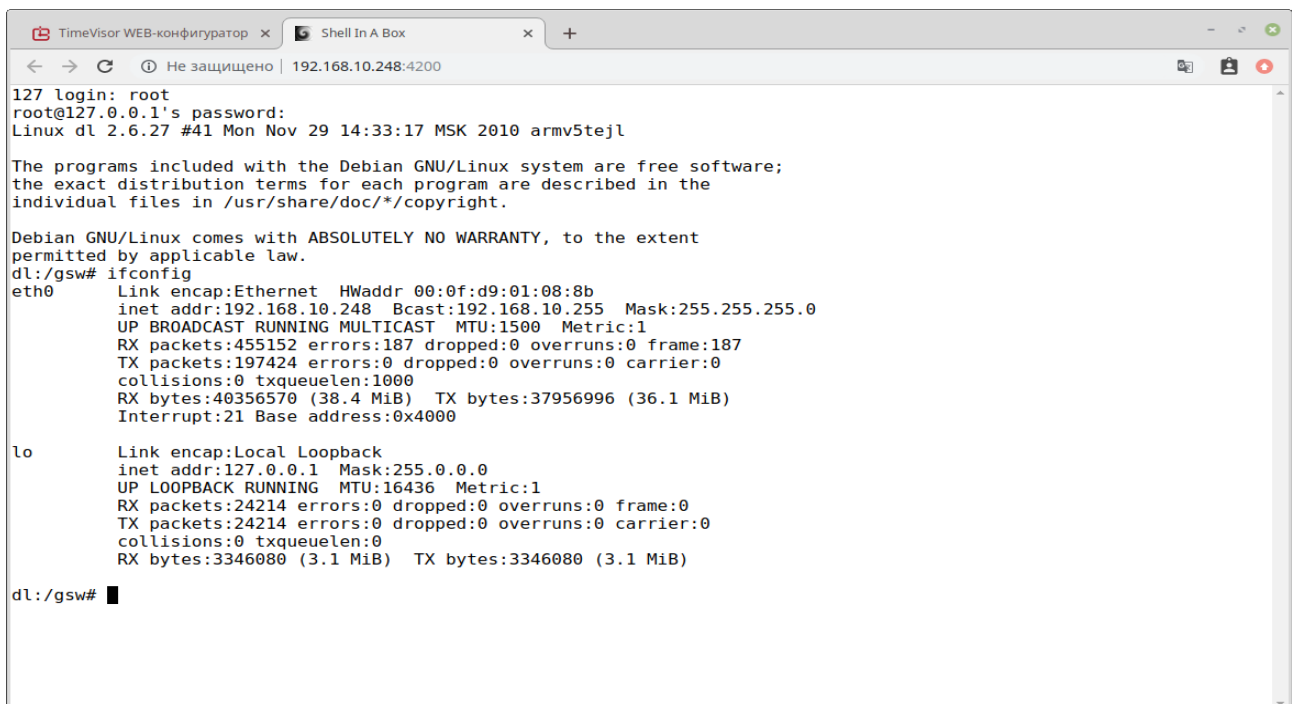 TimeVisor WEB-конфигуратор
Shell In A Box
Не защищено | 192.168.10.248:4200
127 login: root
root@127.0.0.1's password:
Linux dl 2.6.27 #41 Mon Nov 29 14:33:17 MSK 2010 armv5tejl

The programs included with the Debian GNU/Linux system are free software;
the exact distribution terms for each program are described in the
individual files in /usr/share/doc/*/copyright.

Debian GNU/Linux comes with ABSOLUTELY NO WARRANTY, to the extent
permitted by applicable law.
dl:/gsw# ifconfig
eth0      Link encap:Ethernet  HWaddr 00:0f:d9:01:08:8b
          inet addr:192.168.10.248  Bcast:192.168.10.255  Mask:255.255.255.0
          UP BROADCAST RUNNING MULTICAST  MTU:1500  Metric:1
          RX packets:455152 errors:187 dropped:0 overruns:0 frame:187
          TX packets:197424 errors:0 dropped:0 overruns:0 carrier:0
          collisions:0 txqueuelen:1000
          RX bytes:40356570 (38.4 MiB)  TX bytes:37956996 (36.1 MiB)
          Interrupt:21 Base address:0x4000

lo        Link encap:Local Loopback
          inet addr:127.0.0.1  Mask:255.0.0.0
          UP LOOPBACK RUNNING  MTU:16436  Metric:1
          RX packets:24214 errors:0 dropped:0 overruns:0 frame:0
          TX packets:24214 errors:0 dropped:0 overruns:0 carrier:0
          collisions:0 txqueuelen:0
          RX bytes:3346080 (3.1 MiB)  TX bytes:3346080 (3.1 MiB)

dl:/gsw#